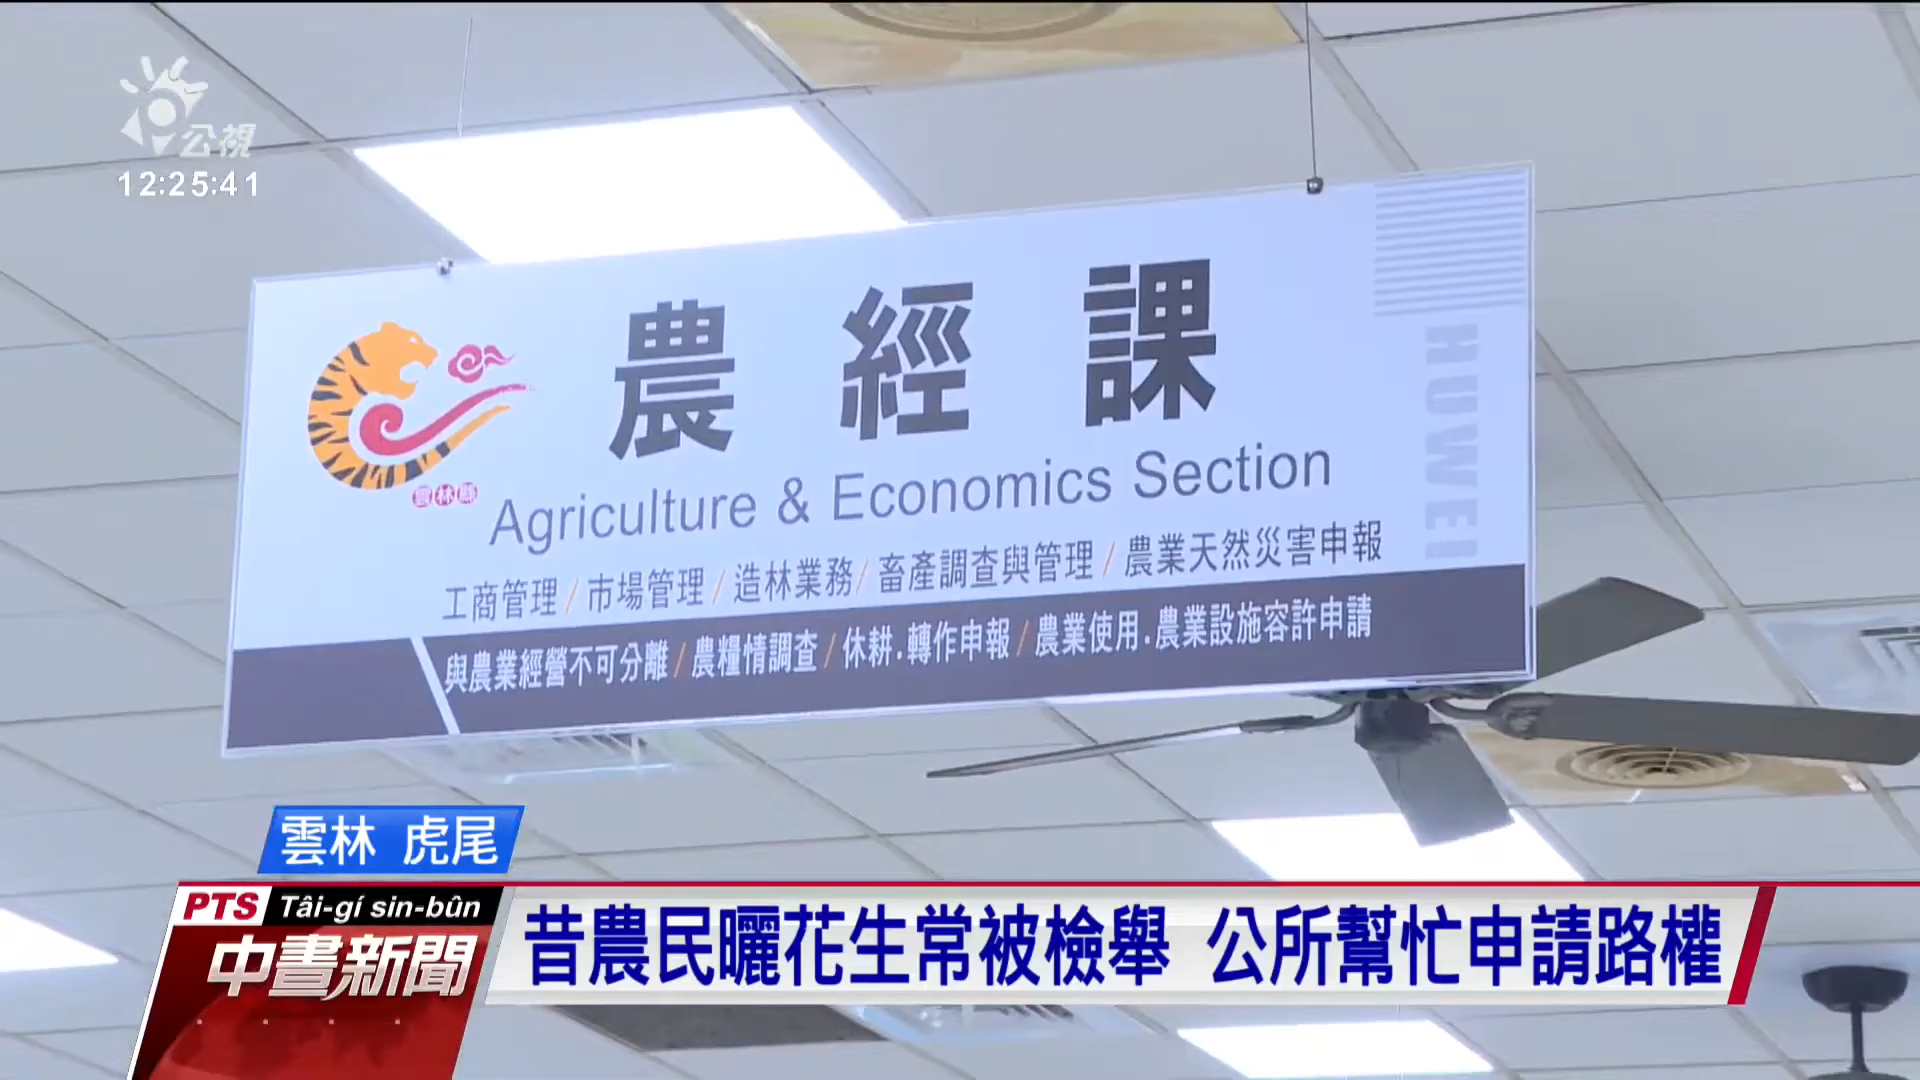 公視
12:25:41
農經課
Agriculture & Economics Section
HUWEI
雲林縣
工商管理/市場管理/造林業務/畜產調查與管理/農業天然災害申報
與農業經營不可分離/農糧情調查/休耕.轉作申報/農業使用.農業設施容許申請
雲林 虎尾
PTS Tâi-gí sin-bûn
中晝新聞
昔農民曬花生常被檢舉 公所幫忙申請路權